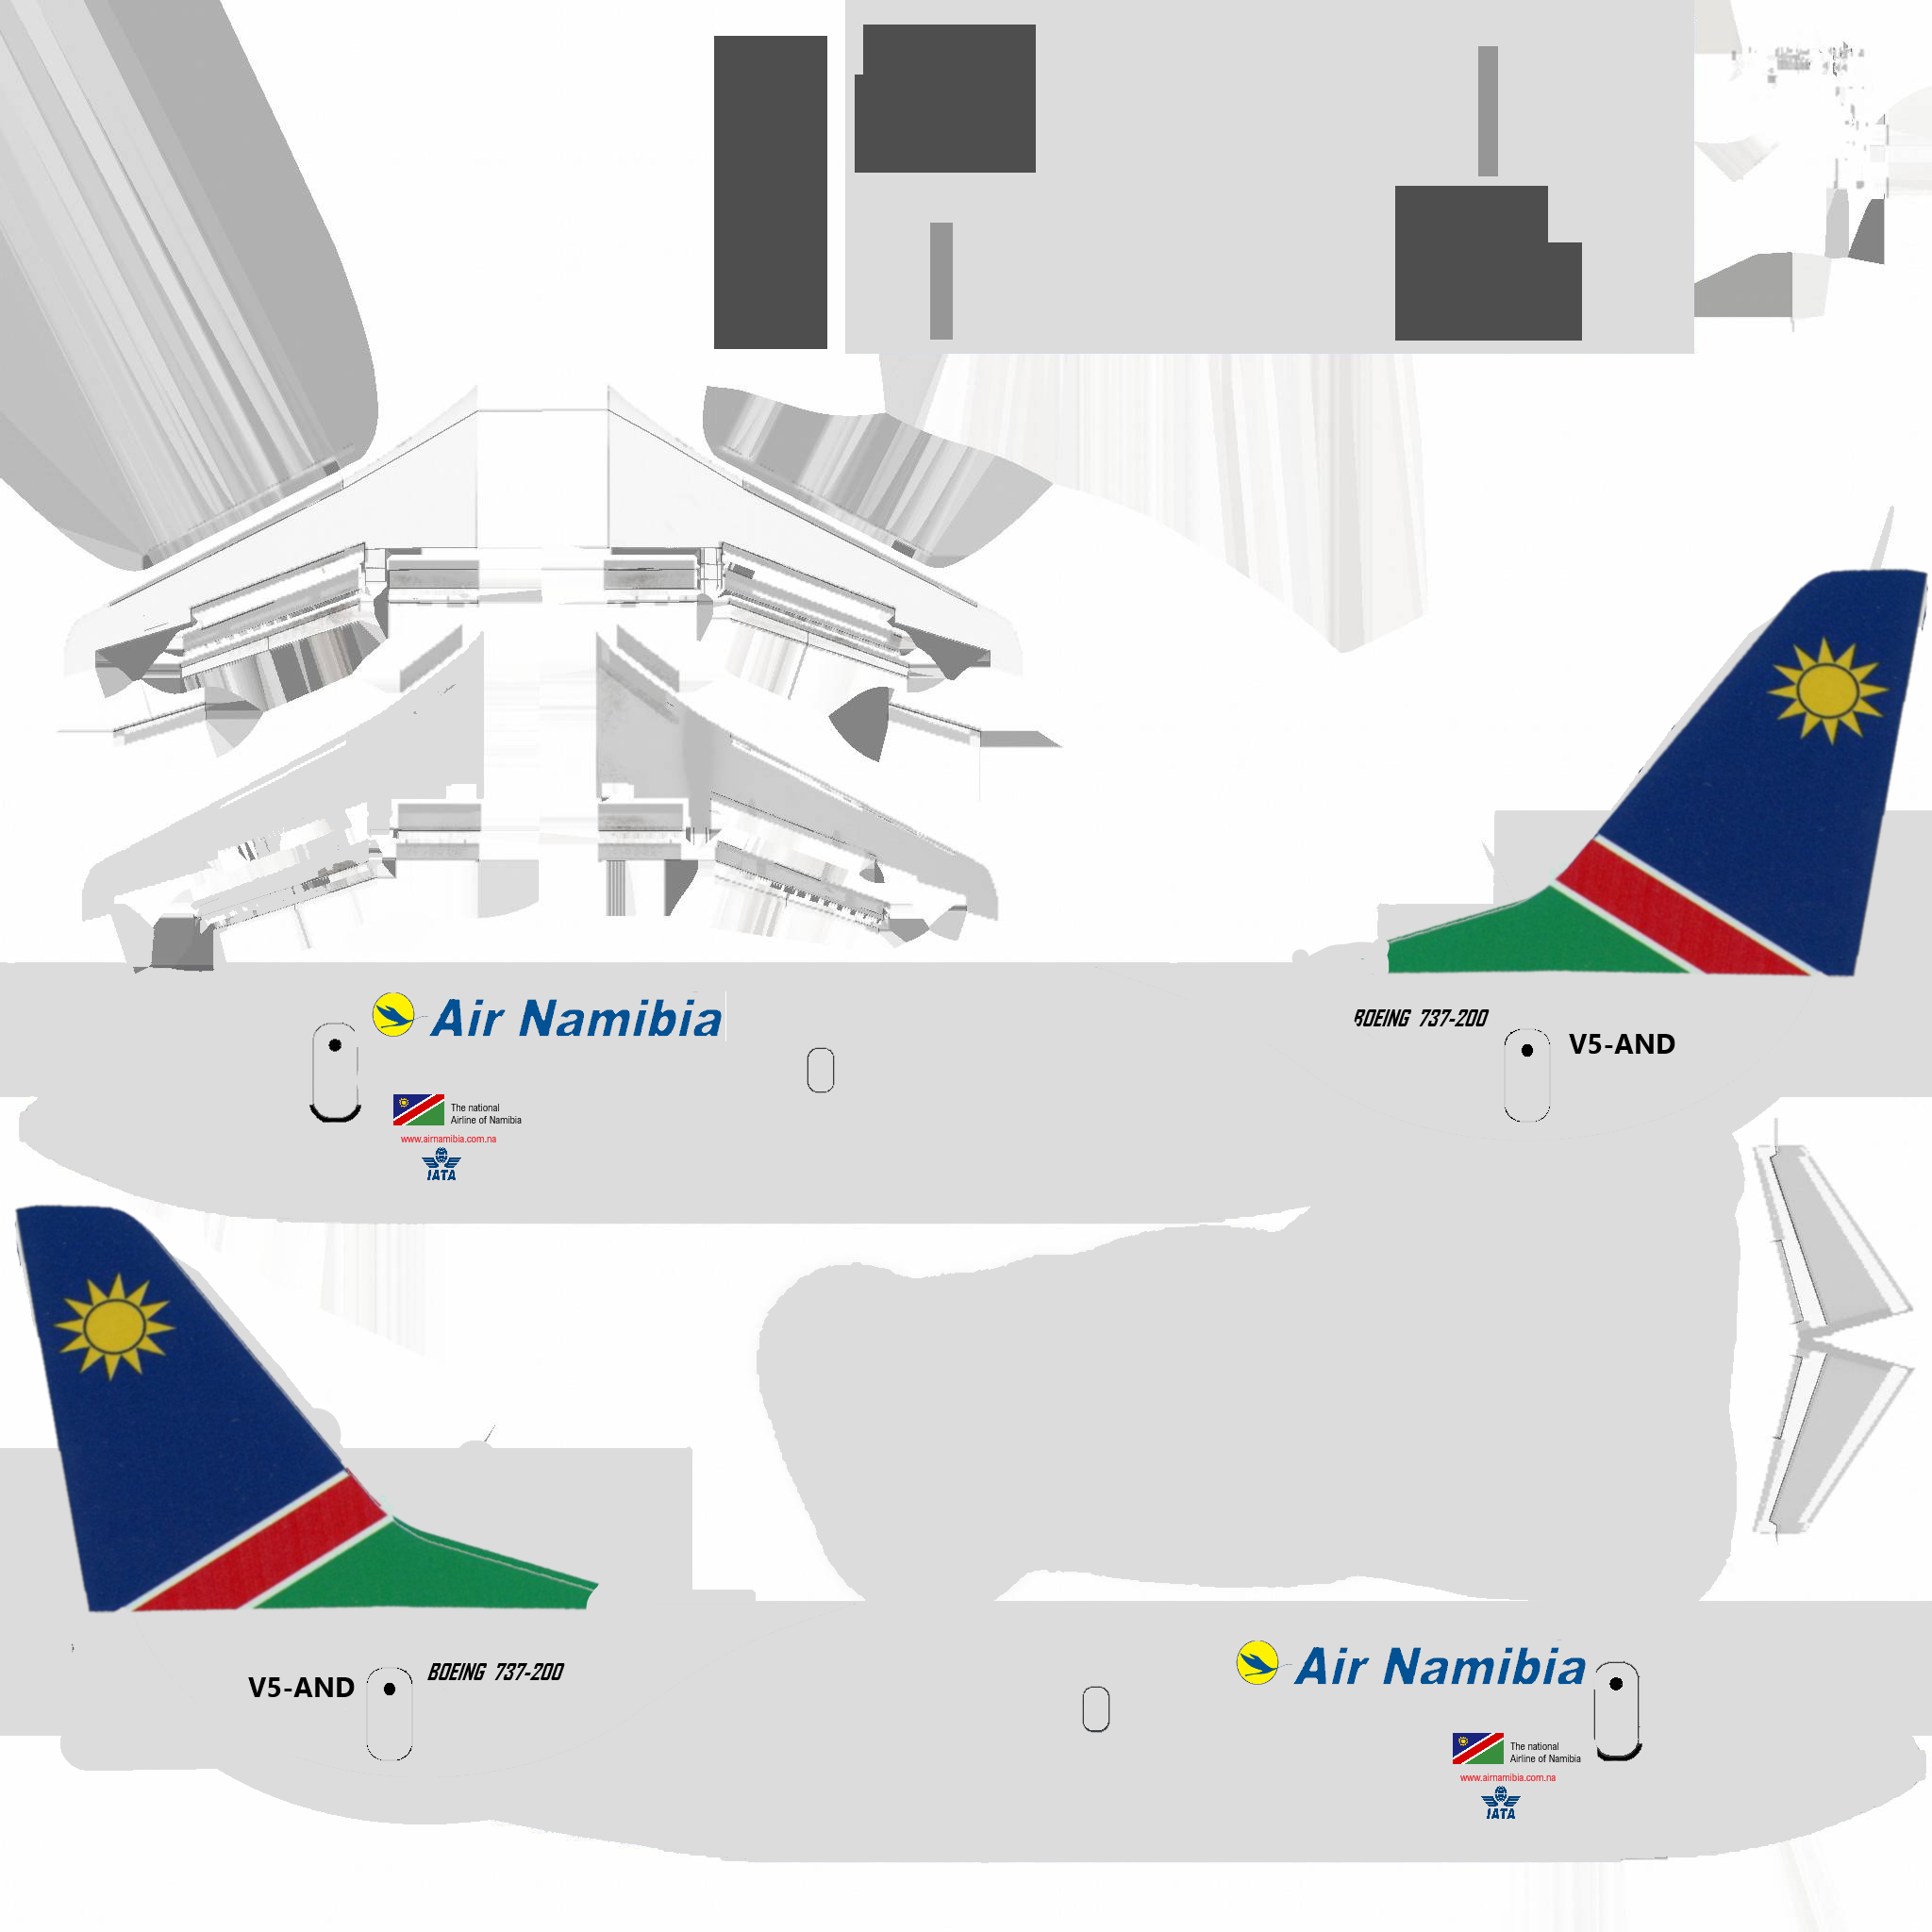 Air Namibia
BOEING 737-200
V5-AND
The national
Airline of Namibia
www.airnamibia.com.na
IATA
V5-AND
BOEING 737-200
Air Namibia
The national
Airline of Namibia
www.airnamibia.com.na
IATA